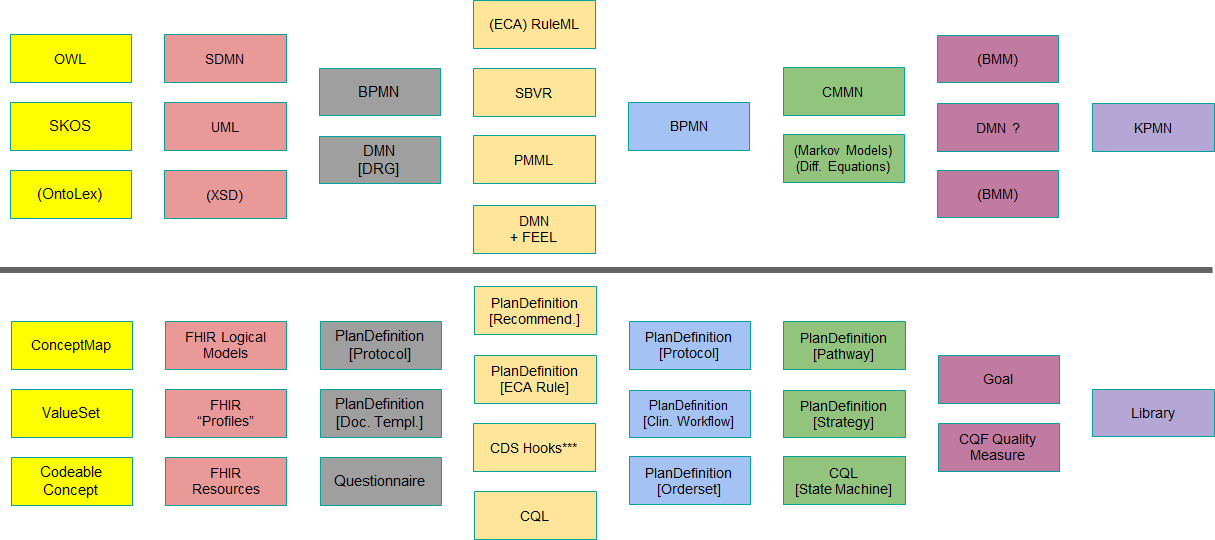 OWL
SKOS
(OntoLex)
SDMN
UML
(XSD)
BPMN
DMN
[DRG]
(ECA) RuleML
SBVR
PMML
DMN
+ FEEL
BPMN
CMMN
(Markov Models)
(Diff. Equations)
(BMM)
DMN ?
(BMM)
KPMN
ConceptMap
ValueSet
Codeable
Concept
FHIR Logical
Models
FHIR
“Profiles”
FHIR
Resources
PlanDefinition
[Protocol]
PlanDefinition
[Doc. Templ.]
Questionnaire
PlanDefinition
[Recommend.]
PlanDefinition
[ECA Rule]
CDS Hooks***
CQL
PlanDefinition
[Protocol]
PlanDefinition
[Clin. Workflow]
PlanDefinition
[Orderset]
PlanDefinition
[Pathway]
PlanDefinition
[Strategy]
CQL
[State Machine]
Goal
CQF Quality
Measure
Library